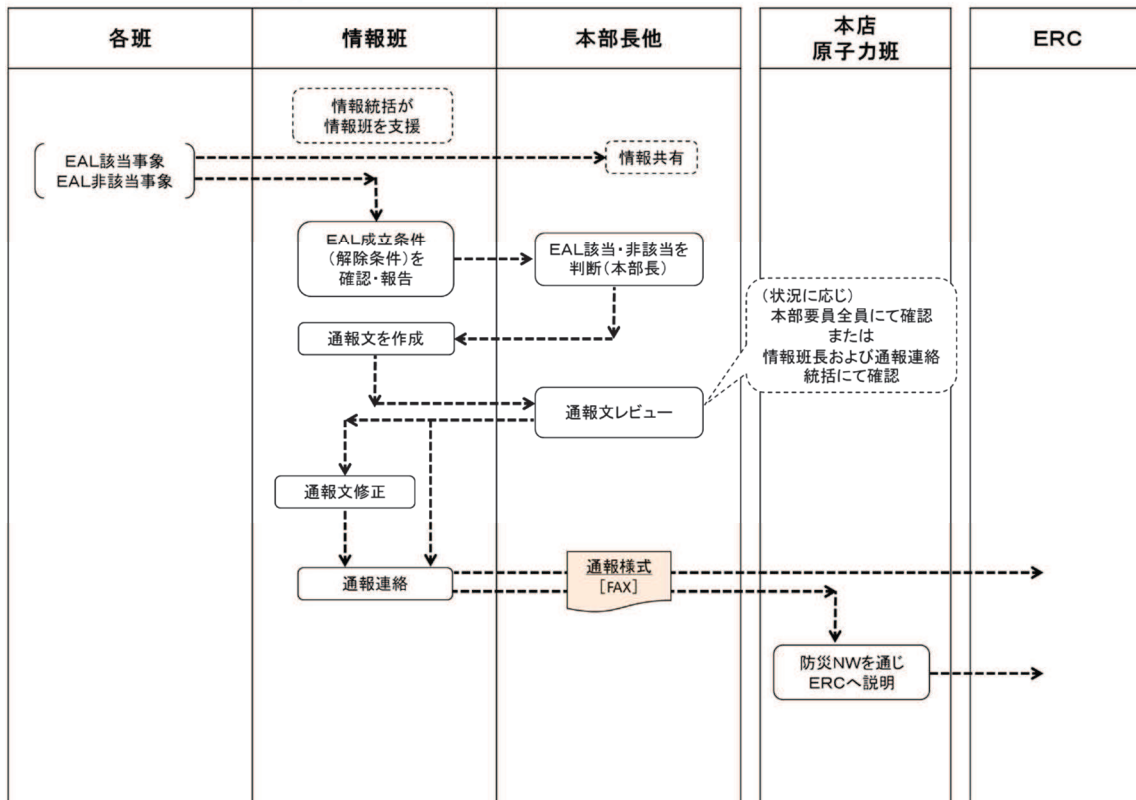 各班
情報班
本部長他
本店
原子力班
ERC
情報統括が
情報班を支援
EAL該当事象
EAL非該当事象
情報共有
EAL成立条件
(解除条件)を
確認・報告
EAL該当・非該当を
判断(本部長)
(状況に応じ)
本部要員全員にて確認
または
情報班長および通報連絡
統括にて確認
通報文を作成
通報文レビュー
通報文修正
通報連絡
通報様式
[FAX]
防災NWを通じ
ERCへ説明